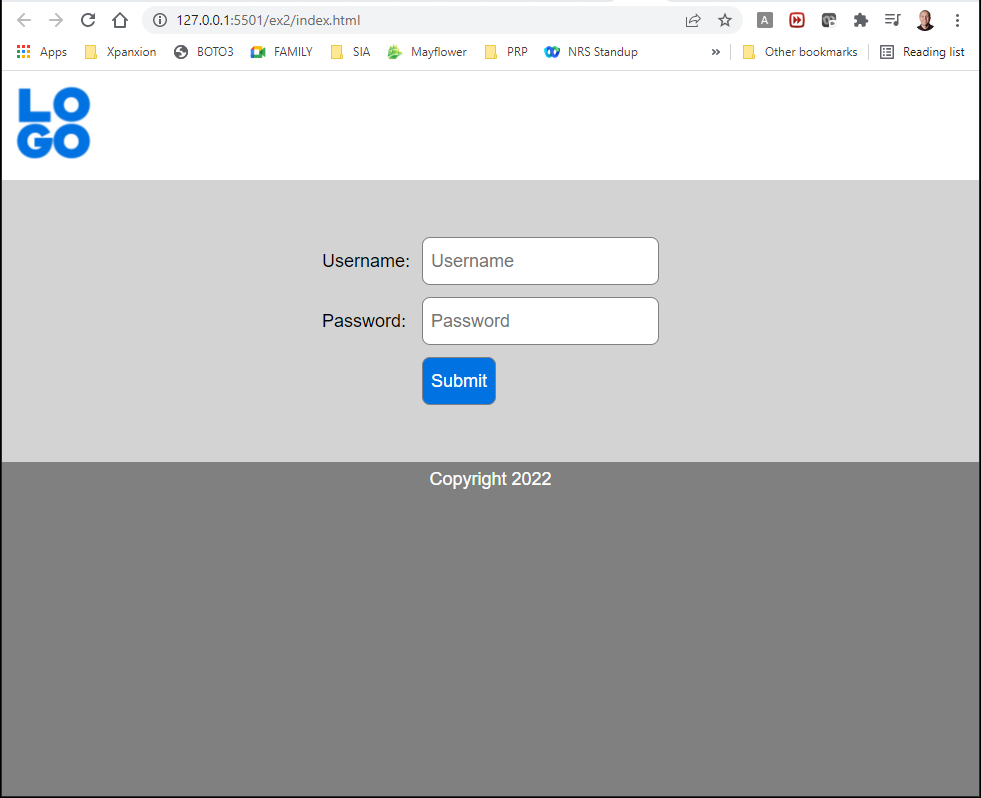 127.0.0.1:5501/ex2/index.html A
Apps Xpanxion BOTO3 FAMILY SIA Mayflower PRP NRS Standup » Other bookmarks Reading list
LO
GO
Username: Username
Password: Password
Submit
Copyright 2022